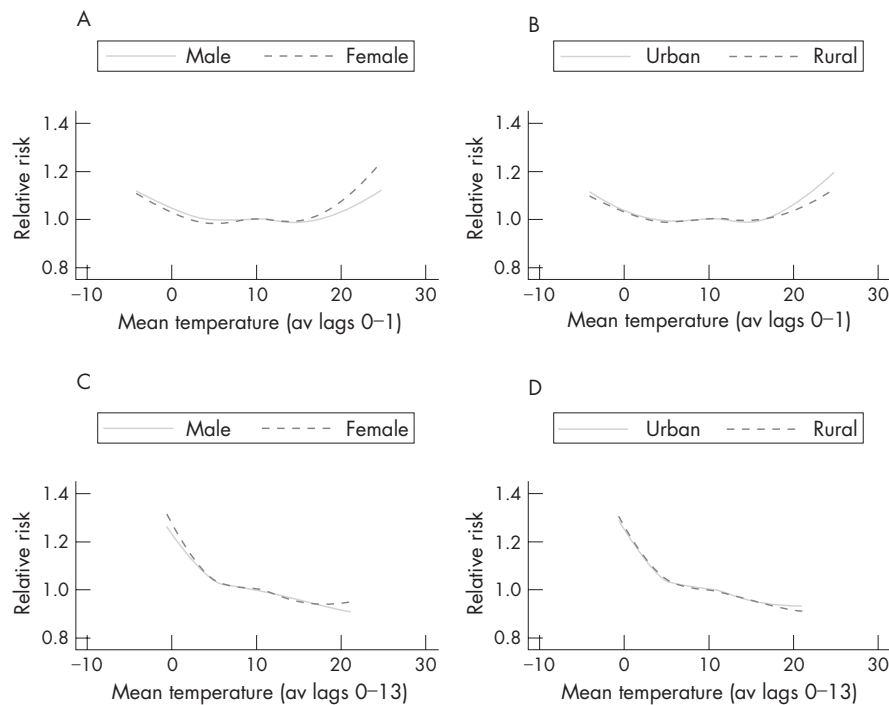 A
Male Female
Relative risk
1.4
1.2
1.0
0.8
−10 0 10 20 30
Mean temperature (av lags 0–1)
B
Urban Rural
Relative risk
1.4
1.2
1.0
0.8
−10 0 10 20 30
Mean temperature (av lags 0–1)
C
Male Female
Relative risk
1.4
1.2
1.0
0.8
−10 0 10 20 30
Mean temperature (av lags 0–13)
D
Urban Rural
Relative risk
1.4
1.2
1.0
0.8
−10 0 10 20 30
Mean temperature (av lags 0–13)